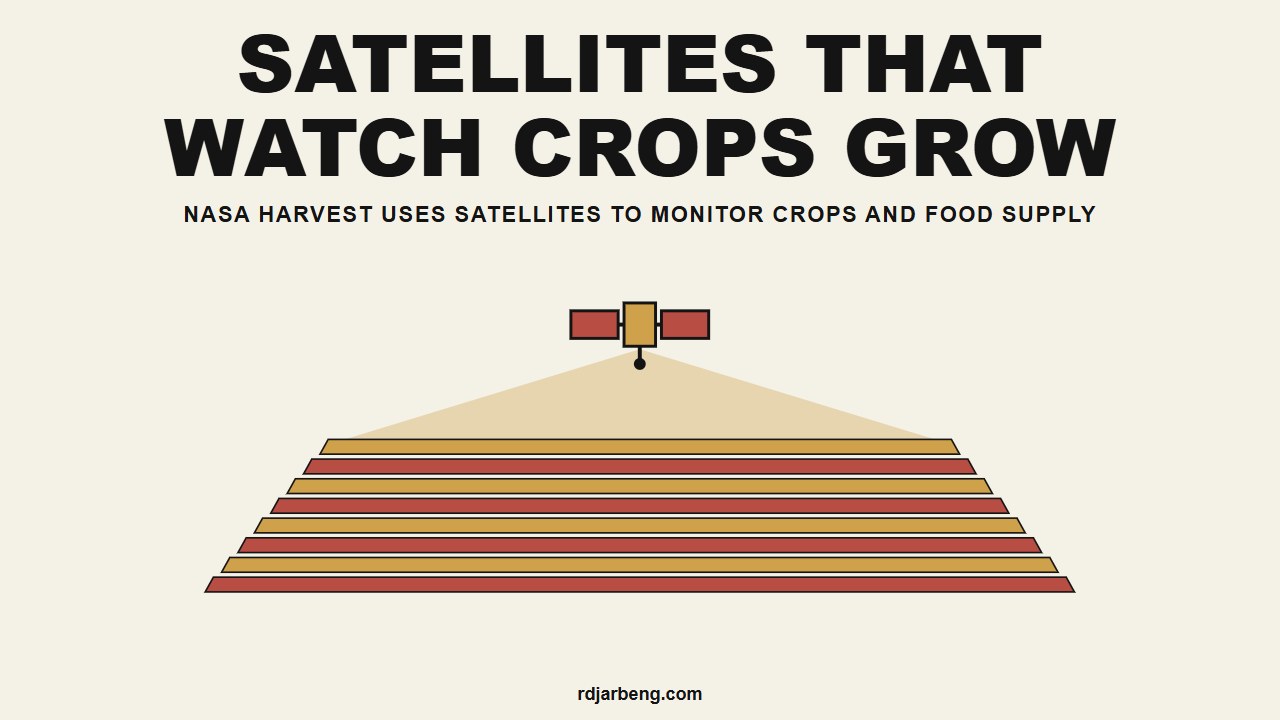 SATELLITES THAT
WATCH CROPS GROW
NASA HARVEST USES SATELLITES TO MONITOR CROPS AND FOOD SUPPLY
rdjarbeng.com